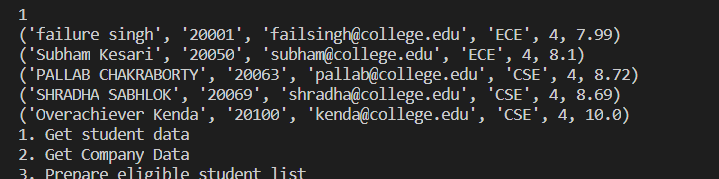 1
('failure singh', '20001', 'failsingh@college.edu', 'ECE', 4, 7.99)
('Subham Kesari', '20050', 'subham@college.edu', 'ECE', 4, 8.1)
('PALLAB CHAKRABORTY', '20063', 'pallab@college.edu', 'CSE', 4, 8.72)
('SHRADHA SABHLOK', '20069', 'shradha@college.edu', 'CSE', 4, 8.69)
('Overachiever Kenda', '20100', 'kenda@college.edu', 'CSE', 4, 10.0)
1. Get student data
2. Get Company Data
3. Prepare eligible student list